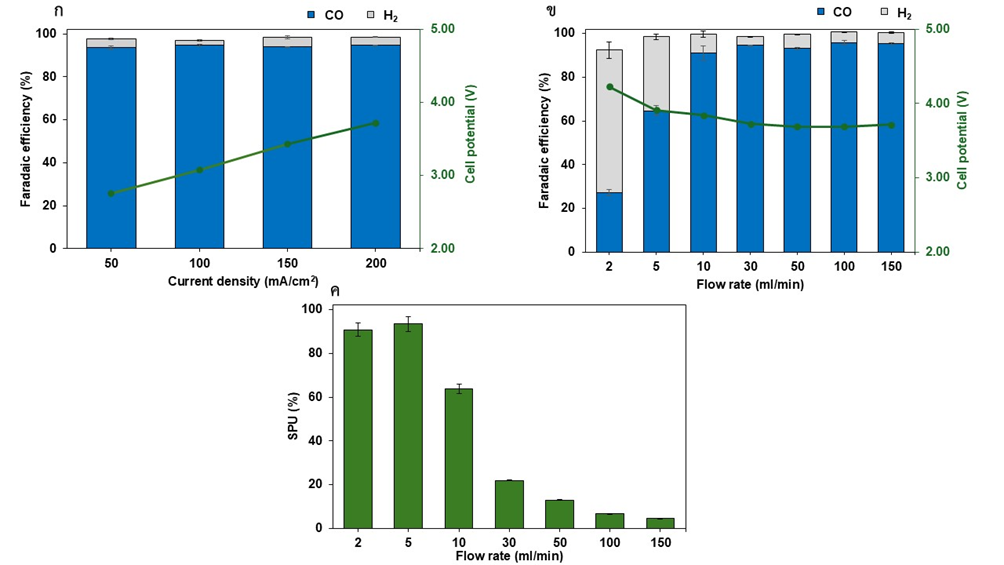 ก
CO H₂
100
80
60
40
20
0
5.00
4.00
3.00
2.00
Faradaic efficiency (%)
Cell potential (V)
50 100 150 200
Current density (mA/cm²)
ข
CO H₂
100
80
60
40
20
0
5.00
4.00
3.00
2.00
Faradaic efficiency (%)
Cell potential (V)
2 5 10 30 50 100 150
Flow rate (ml/min)
ค
100
80
60
40
20
0
SPU (%)
2 5 10 30 50 100 150
Flow rate (ml/min)